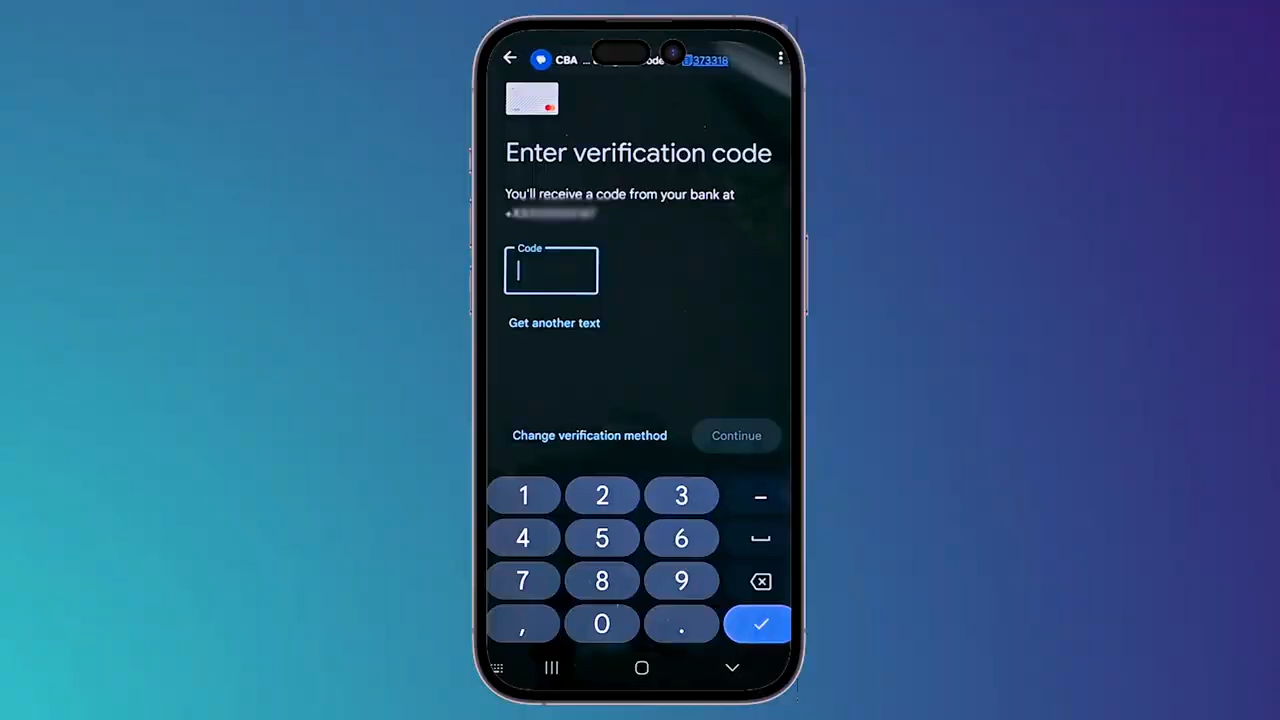 CBA ... 373316
Enter verification code
You'll receive a code from your bank at
Code
Get another text
Change verification method
Continue
1 2 3 –
4 5 6
7 8 9
, 0 .